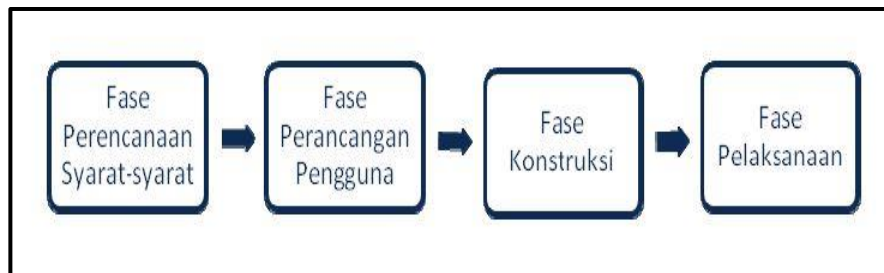 Fase
Perencanaan
Syarat-syarat
Fase
Perancangan
Pengguna
Fase
Konstruksi
Fase
Pelaksanaan